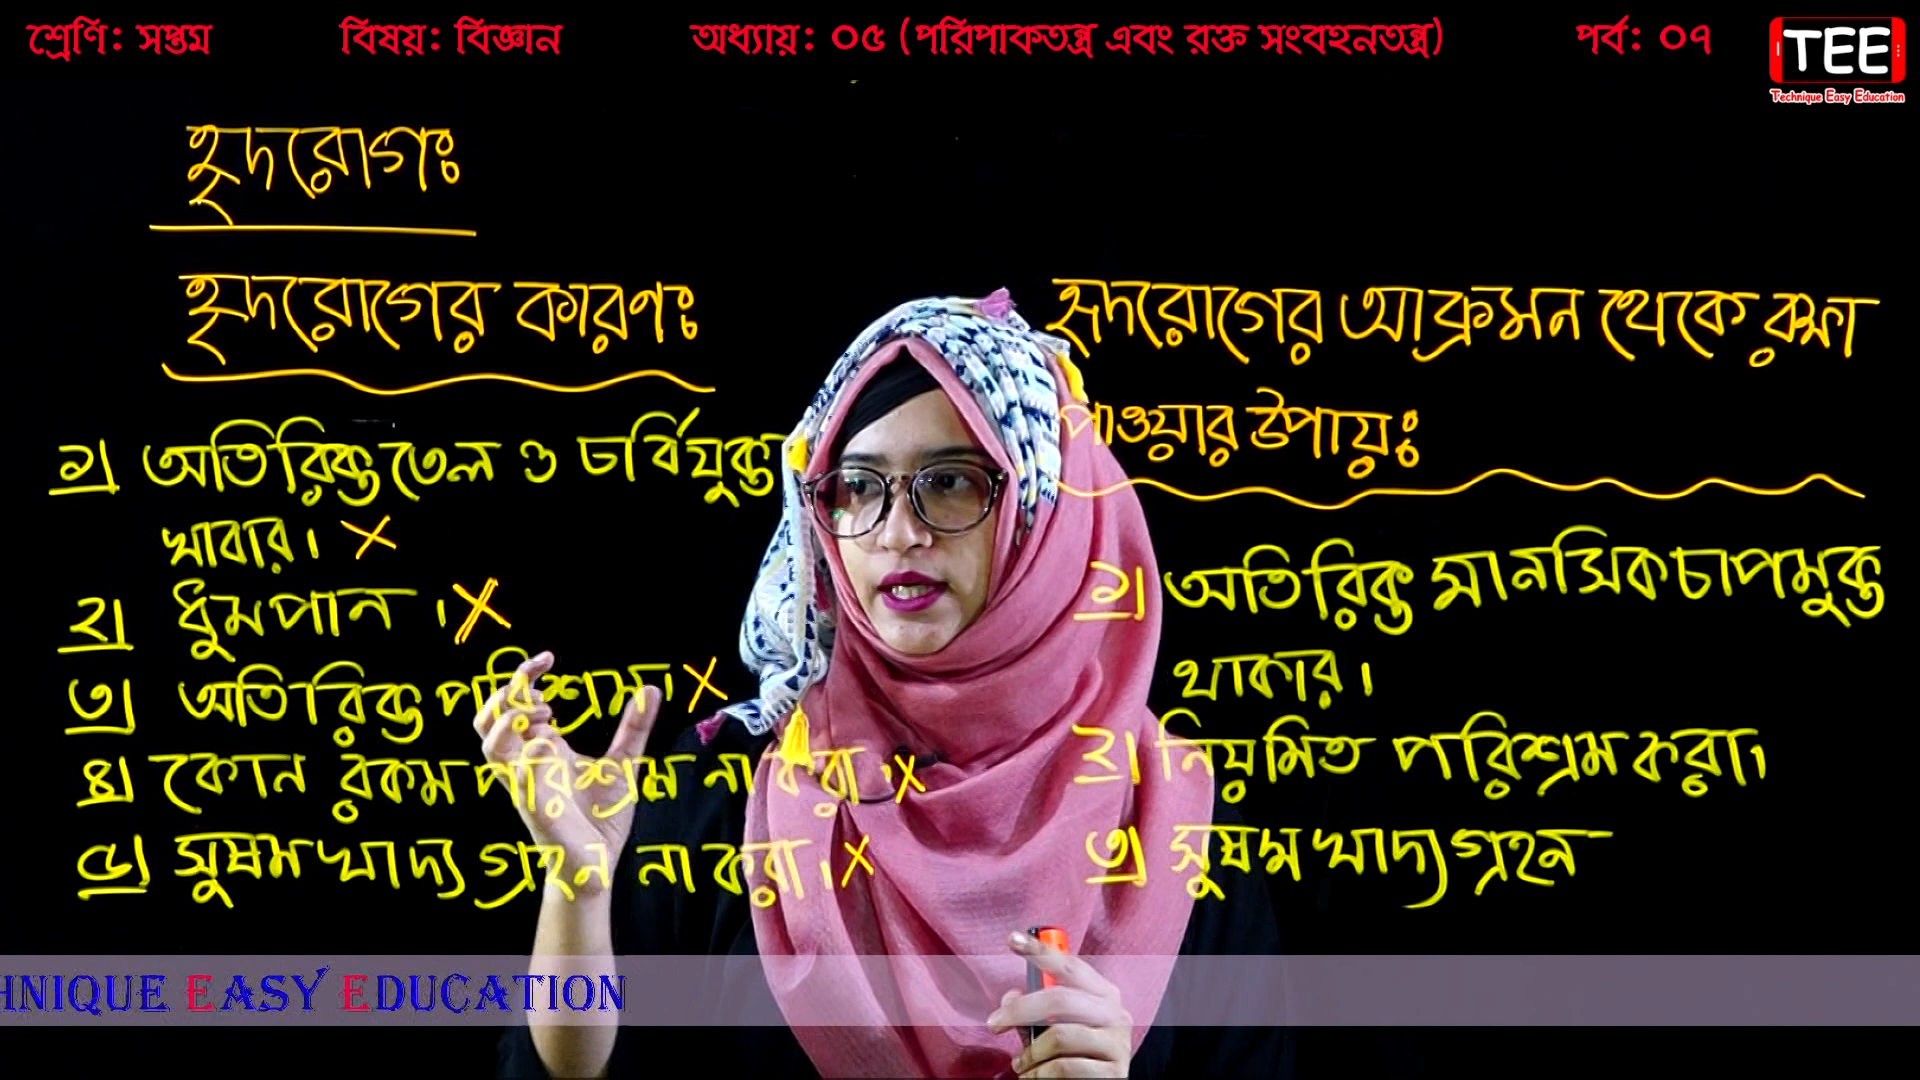 শ্রেণি: সপ্তম
বিষয়: বিজ্ঞান
অধ্যায়: ০৫ (পরিপাকতন্ত্র এবং রক্ত সংবহনতন্ত্র)
পর্ব: ০৭
TEE
Technique Easy Education
হৃদরোগঃ
হৃদরোগের কারণঃ
১। অতিরিক্ত তেল ও চর্বিযুক্ত
খাবার। ×
২। ধুমপান ।×
৩। অতিরিক্ত পরিশ্রম। ×
৪। কোন রকম পরিশ্রম না করা। ×
৫। সুষম খাদ্য গ্রহন না করা। ×
হৃদরোগের আক্রমন থেকে রক্ষা
পাওয়ার উপায়ঃ
১। অতিরিক্ত মানসিক চাপমুক্ত
থাকার।
২। নিয়মিত পরিশ্রম করা।
৩। সুষম খাদ্য গ্রহন
HNIQUE EASY EDUCATION